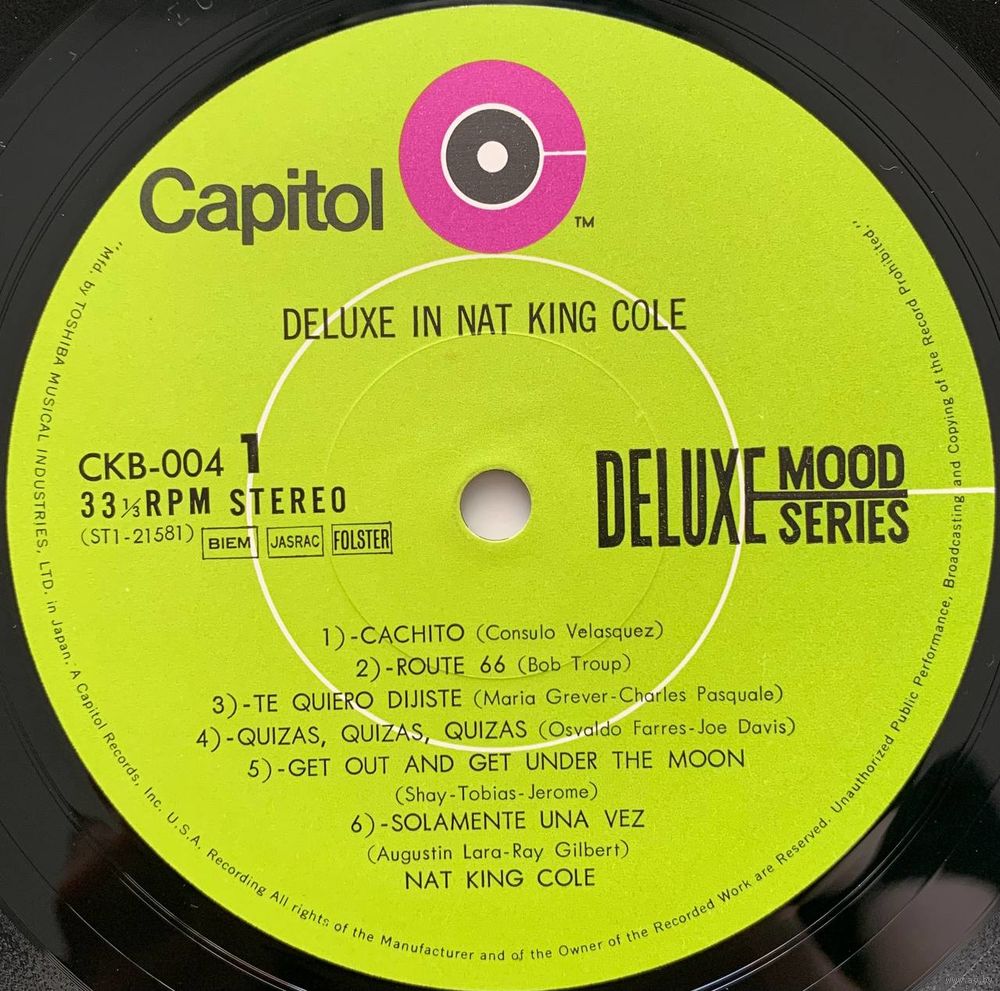 Capitol
TM
DELUXE IN NAT KING COLE
CKB-004 1
33⅓RPM STEREO
(ST1-21581) BIEM JASRAC FOLSTER
DELUXE MOOD SERIES
1)-CACHITO (Consulo Velasquez)
2)-ROUTE 66 (Bob Troup)
3)-TE QUIERO DIJISTE (Maria Grever-Charles Pasquale)
4)-QUIZAS, QUIZAS, QUIZAS (Osvaldo Farres-Joe Davis)
5)-GET OUT AND GET UNDER THE MOON
(Shay-Tobias-Jerome)
6)-SOLAMENTE UNA VEZ
(Augustin Lara-Ray Gilbert)
NAT KING COLE
"Mfd. by TOSHIBA MUSICAL INDUSTRIES, LTD. in Japan. A Capitol Records, Inc. U.S.A. Recording All rights of the Manufacturer and of the Owner of the Recorded Work are Reserved. Unauthorized Public Performance, Broadcasting and Copying of the Record Prohibited."